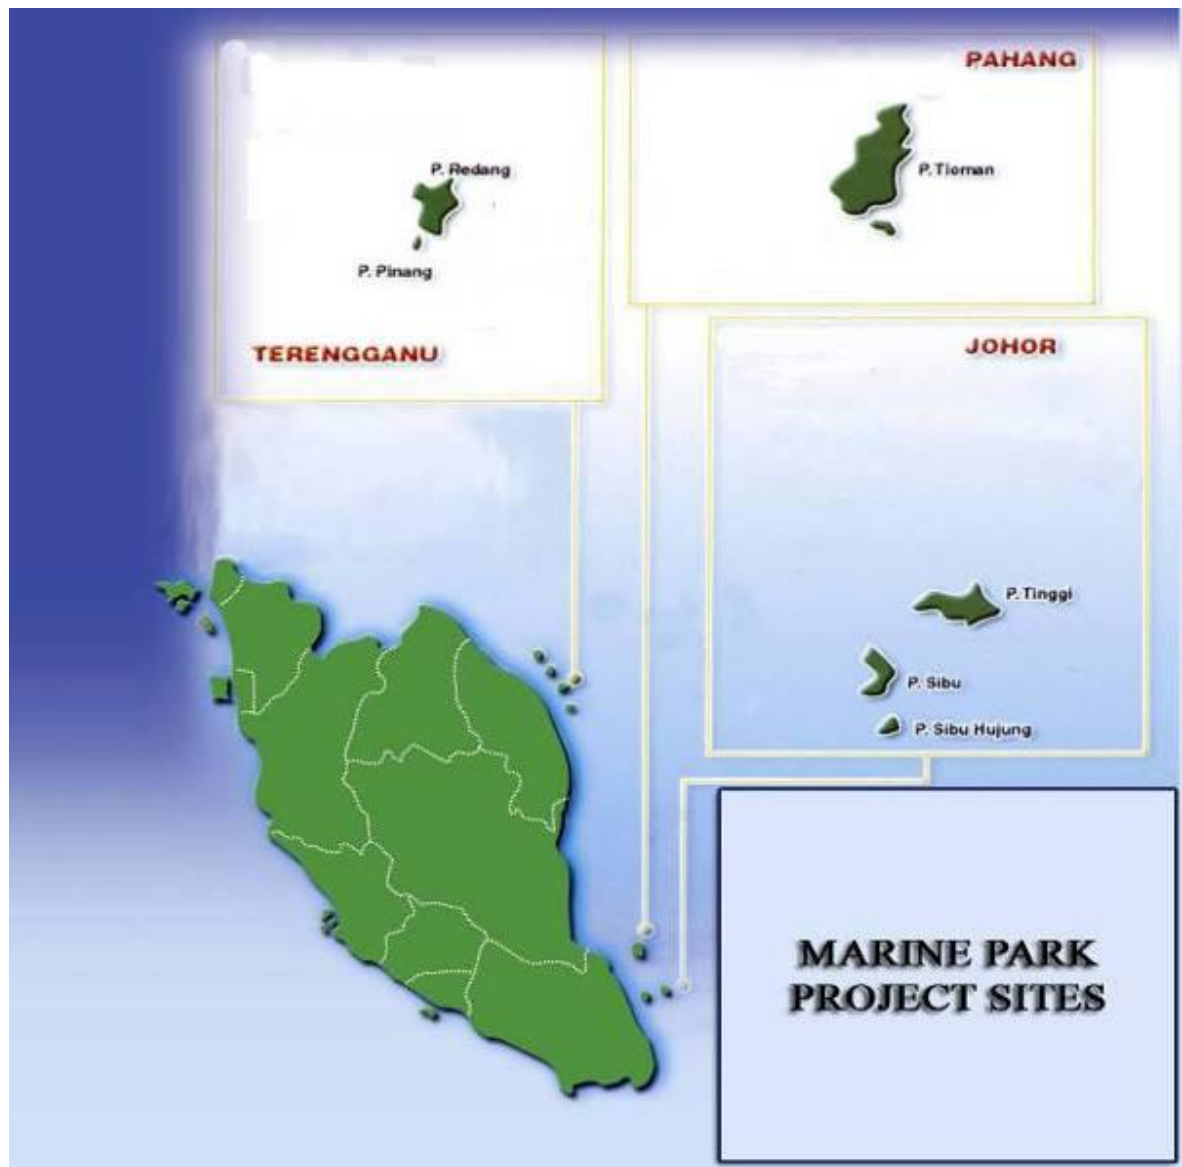 PAHANG
P. Redang
P. Tioman
P. Pinang
TERENGGANU
JOHOR
P. Tinggi
P. Sibu
P. Sibu Hujung
MARINE PARK
PROJECT SITES